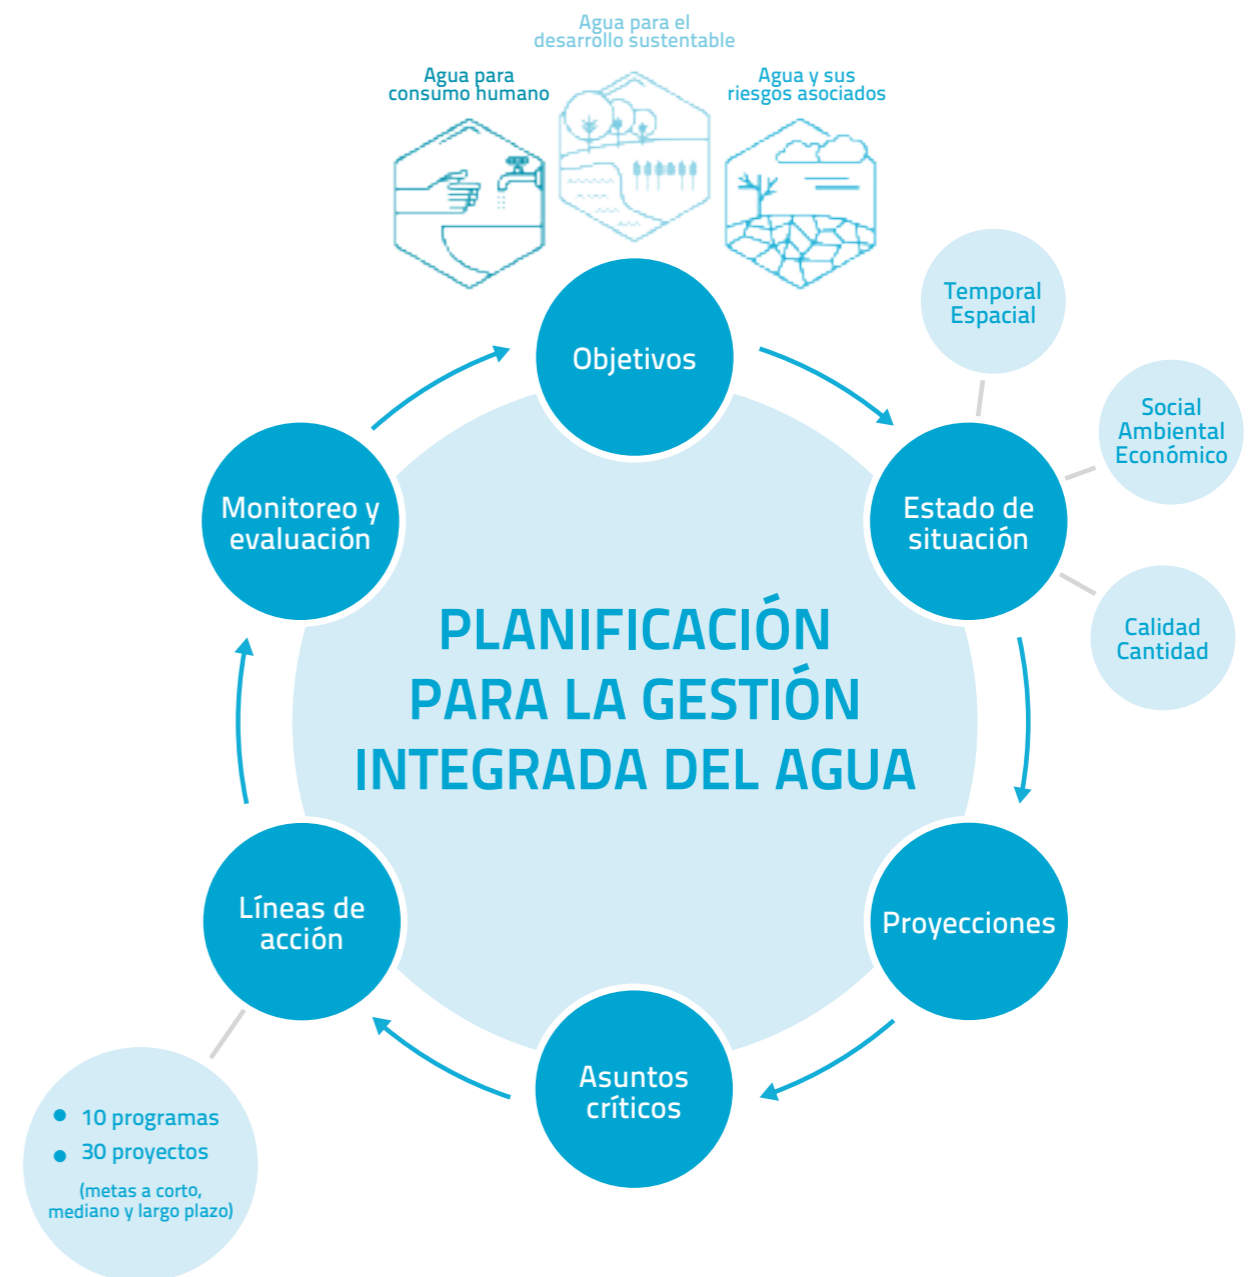 Agua para el
desarrollo sustentable
Agua para
consumo humano
Agua y sus
riesgos asociados
Objetivos
Temporal
Espacial
Social
Ambiental
Económico
Estado de
situación
Calidad
Cantidad
Monitoreo y
evaluación
PLANIFICACIÓN
PARA LA GESTIÓN
INTEGRADA DEL AGUA
Proyecciones
Líneas de
acción
Asuntos
críticos
• 10 programas
• 30 proyectos
(metas a corto,
mediano y largo plazo)